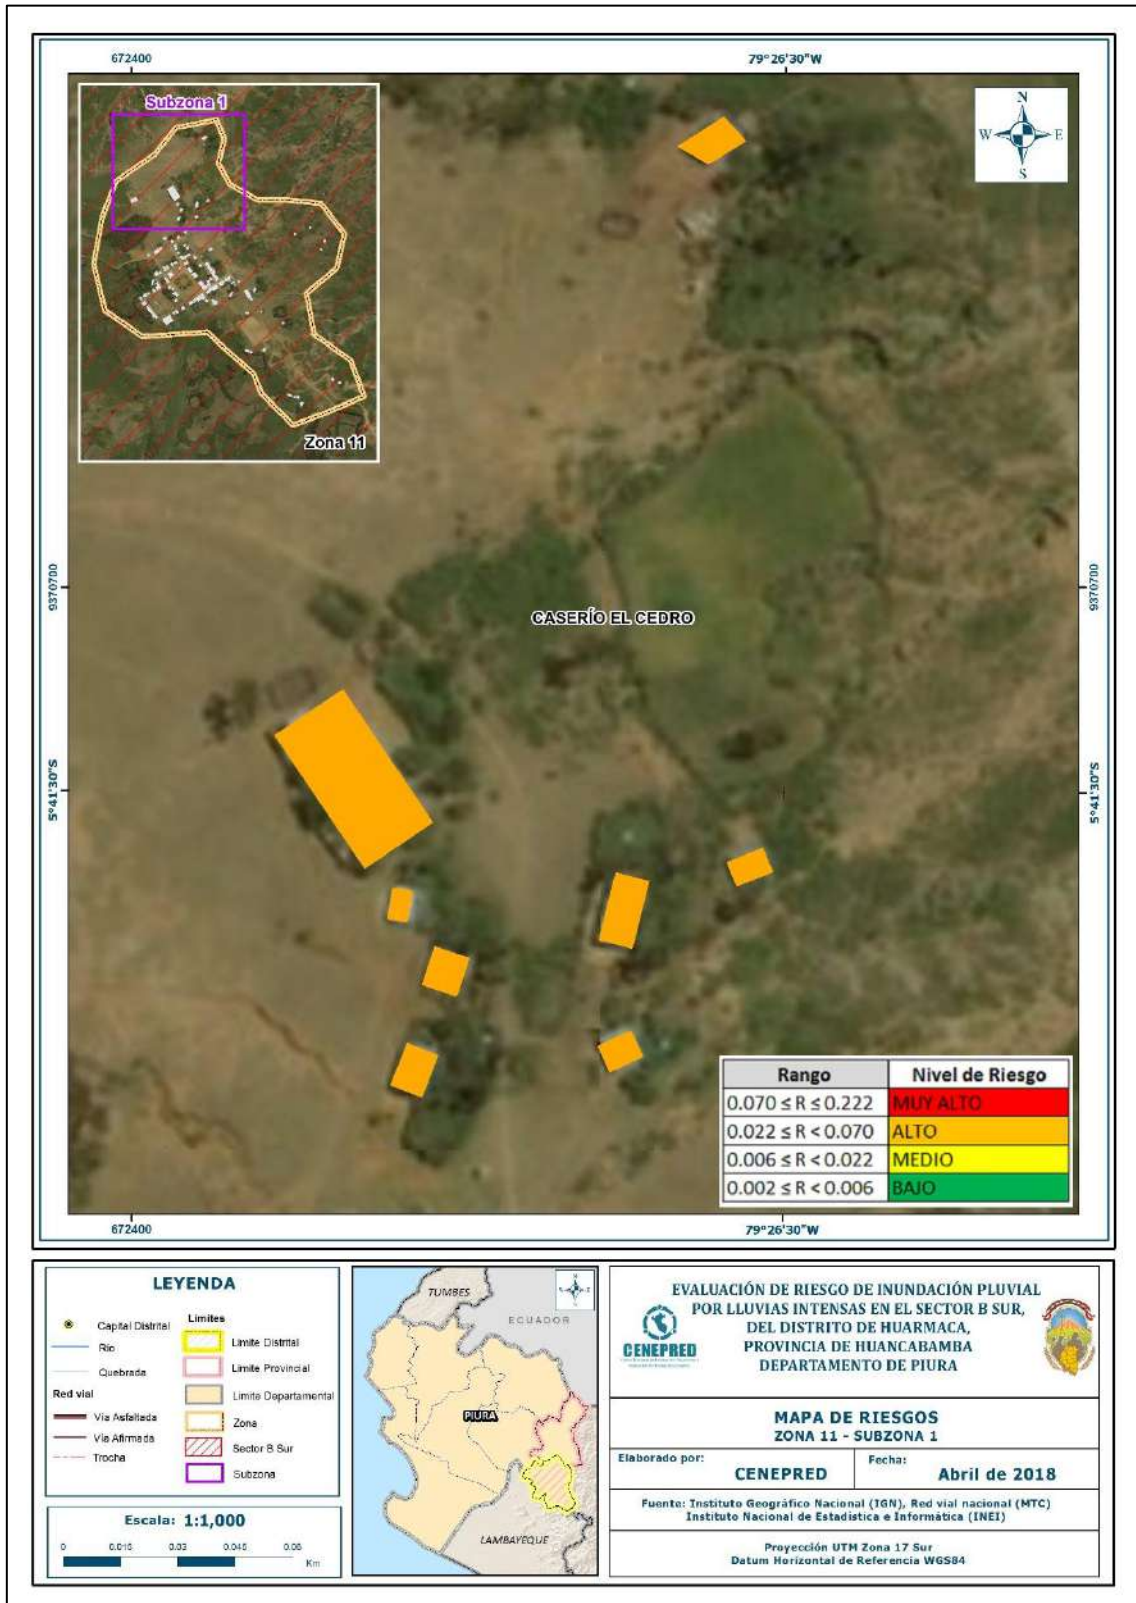 672400
79°26'30"W
Subzona 1
Zona 11
N
W
E
S
9370700
9370700
CASERÍO EL CEDRO
5°41'30"S
5°41'30"S
Rango
Nivel de Riesgo
0.070 ≤ R ≤ 0.222
MUY ALTO
0.022 ≤ R < 0.070
ALTO
0.006 ≤ R < 0.022
MEDIO
0.002 ≤ R < 0.006
BAJO
672400
79°26'30"W
LEYENDA
Capital Distrital
Río
Quebrada
Red vial
Vía Asfaltada
Vía Afirmada
Trocha
Límites
Limite Distrital
Limite Provincial
Limite Departamental
Zona
Sector B Sur
Subzona
Escala: 1:1,000
0
0.015
0.03
0.045
0.06
Km
TUMBES
ECUADOR
PIURA
LAMBAYEQUE
EVALUACIÓN DE RIESGO DE INUNDACIÓN PLUVIAL
POR LLUVIAS INTENSAS EN EL SECTOR B SUR,
DEL DISTRITO DE HUARMACA,
PROVINCIA DE HUANCABAMBA
DEPARTAMENTO DE PIURA
CENEPRED
MAPA DE RIESGOS
ZONA 11 - SUBZONA 1
Elaborado por:
CENEPRED
Fecha:
Abril de 2018
Fuente: Instituto Geográfico Nacional (IGN), Red vial nacional (MTC)
Instituto Nacional de Estadística e Informática (INEI)
Proyección UTM Zona 17 Sur
Datum Horizontal de Referencia WGS84